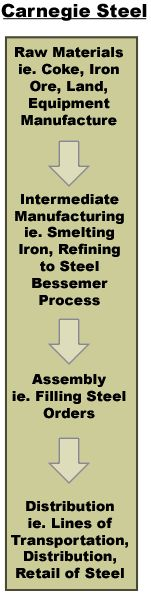 Carnegie Steel
Raw Materials
ie. Coke, Iron
Ore, Land,
Equipment
Manufacture
Intermediate
Manufacturing
ie. Smelting
Iron, Refining
to Steel
Bessemer
Process
Assembly
ie. Filling Steel
Orders
Distribution
ie. Lines of
Transportation,
Distribution,
Retail of Steel